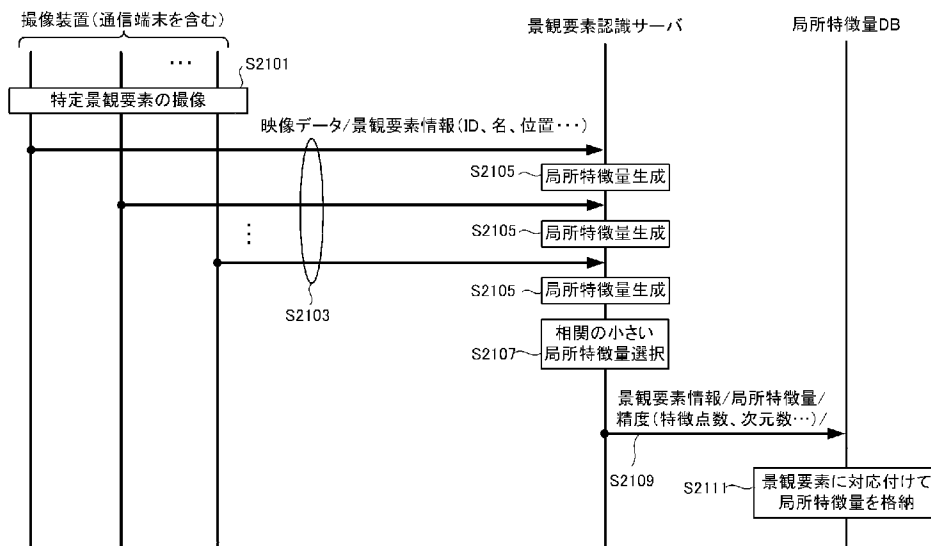 撮像装置(通信端末を含む)
景観要素認識サーバ
局所特徴量DB
･･･
S2101
特定景観要素の撮像
映像データ/景観要素情報(ID、名、位置･･･)
S2105
局所特徴量生成
S2105
局所特徴量生成
･･･
S2105
局所特徴量生成
S2103
相関の小さい
局所特徴量選択
S2107
景観要素情報/局所特徴量/
精度(特徴点数、次元数･･･)/
S2109
S2111
景観要素に対応付けて
局所特徴量を格納